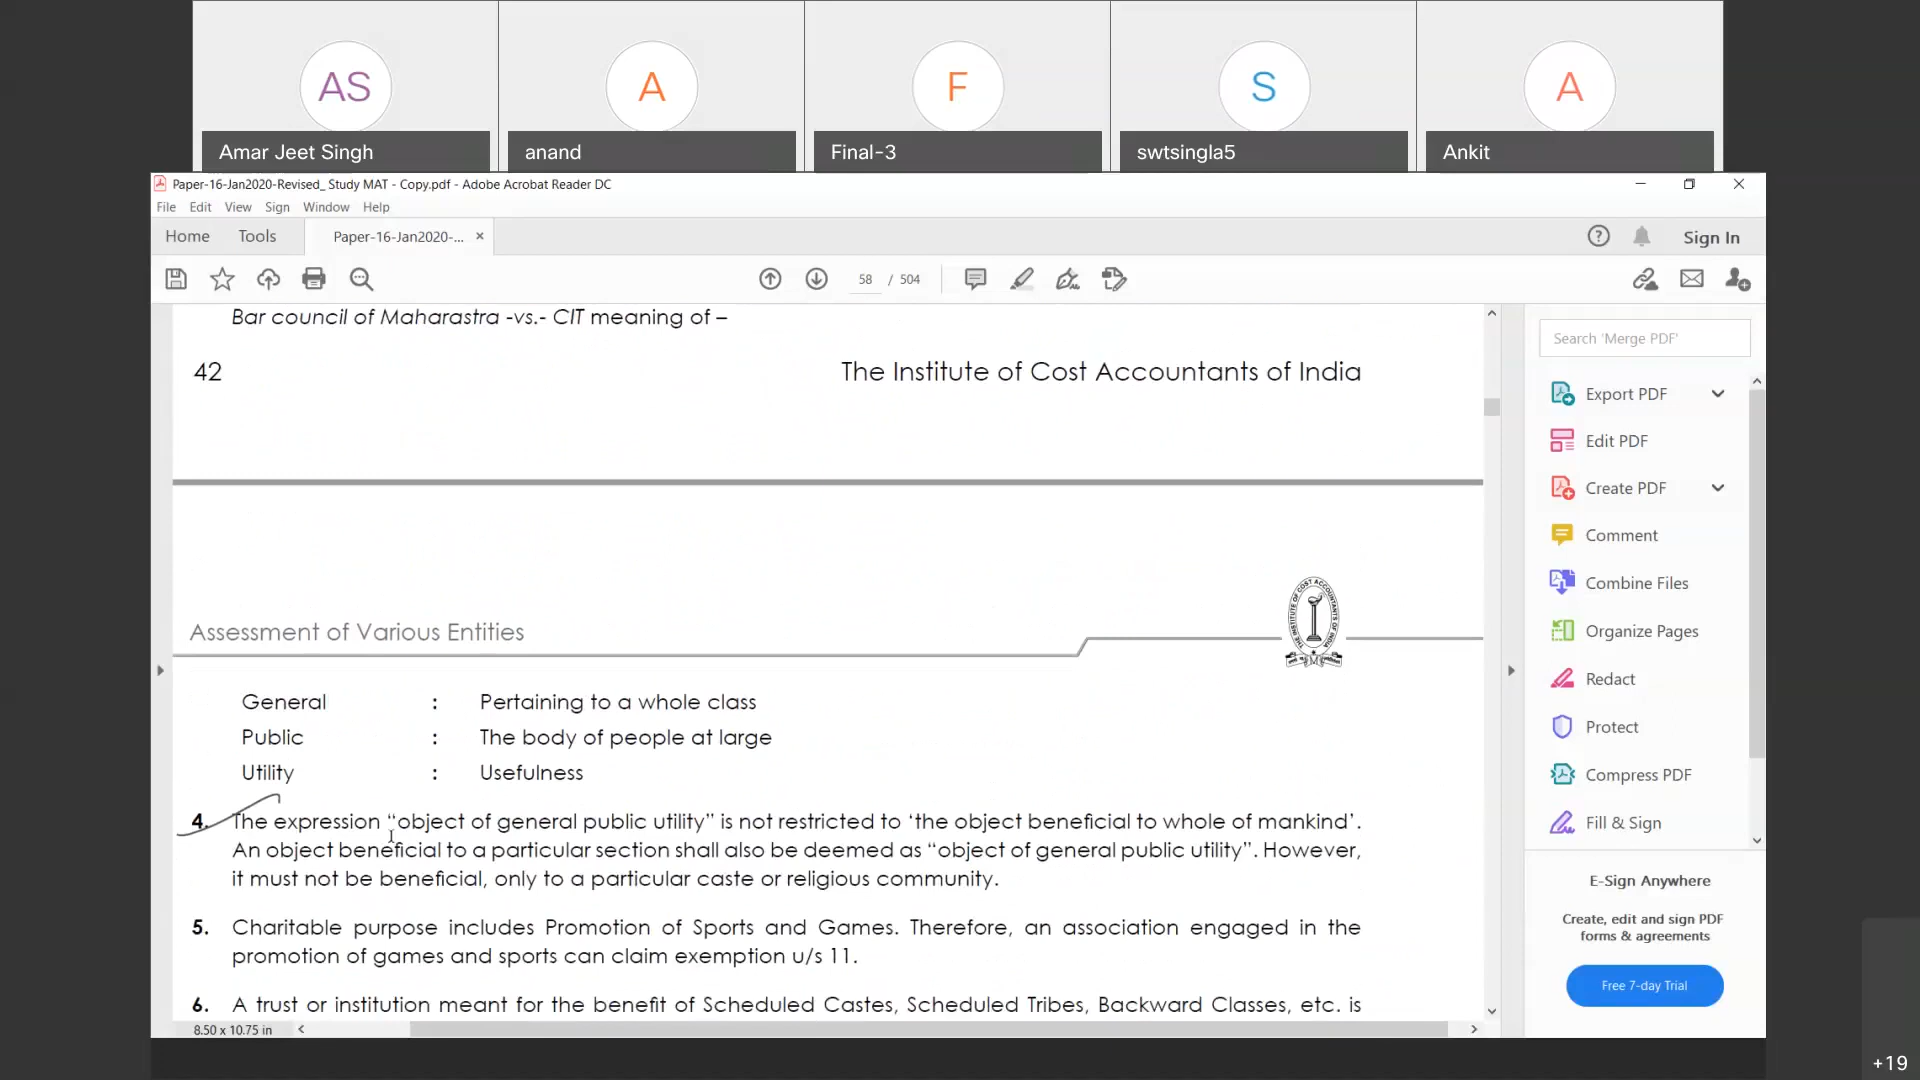 AS
A
F
S
A
Amar Jeet Singh
anand
Final-3
swtsingla5
Ankit
Paper-16-Jan2020-Revised_ Study MAT - Copy.pdf - Adobe Acrobat Reader DC
File Edit View Sign Window Help
Home Tools Paper-16-Jan2020-... × Sign In
58 / 504
Bar council of Maharastra -vs.- CIT meaning of –
42 The Institute of Cost Accountants of India
Assessment of Various Entities
THE INSTITUTE OF COST ACCOUNTANTS OF INDIA
General : Pertaining to a whole class
Public : The body of people at large
Utility : Usefulness
4. The expression “object of general public utility” is not restricted to ‘the object beneficial to whole of mankind’.
An object beneficial to a particular section shall also be deemed as “object of general public utility”. However,
it must not be beneficial, only to a particular caste or religious community.
5. Charitable purpose includes Promotion of Sports and Games. Therefore, an association engaged in the
promotion of games and sports can claim exemption u/s 11.
6. A trust or institution meant for the benefit of Scheduled Castes, Scheduled Tribes, Backward Classes, etc. is
8.50 x 10.75 in
Search 'Merge PDF'
Export PDF
Edit PDF
Create PDF
Comment
Combine Files
Organize Pages
Redact
Protect
Compress PDF
Fill & Sign
E-Sign Anywhere
Create, edit and sign PDF
forms & agreements
Free 7-day Trial
+19